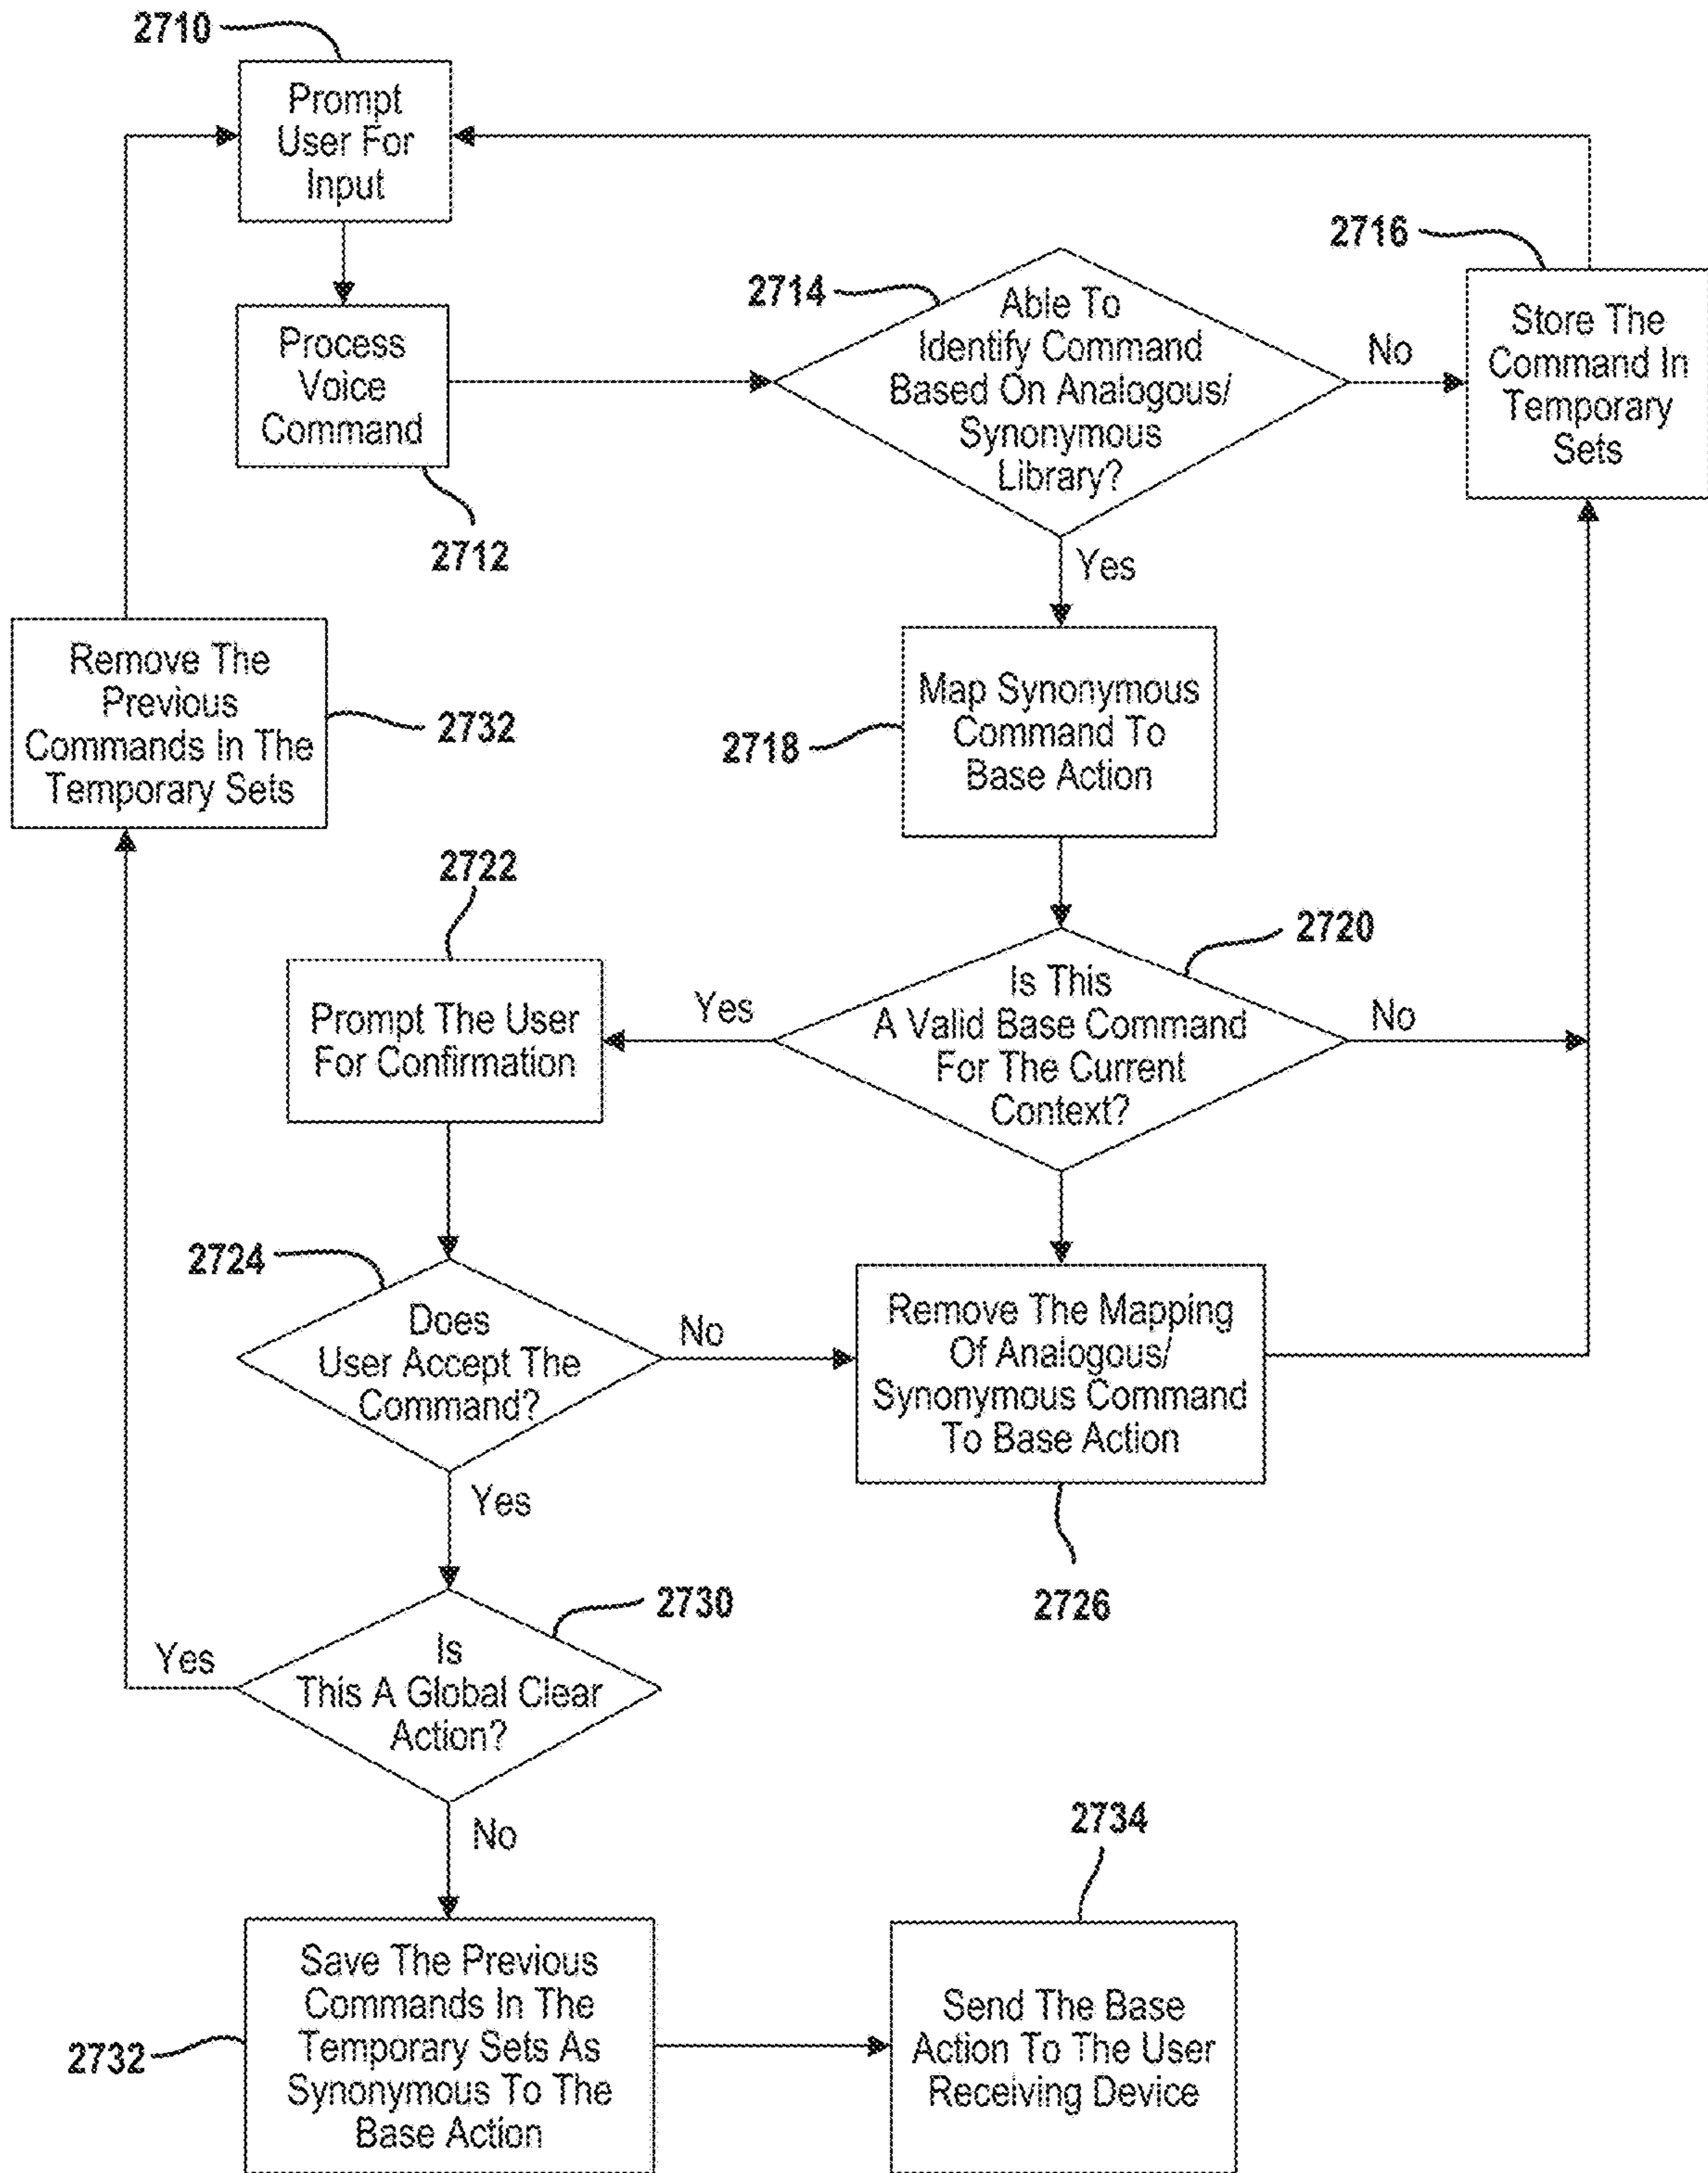 2710
Prompt
User For
Input
2716
2714
Able To
Identify Command
Based On Analogous/
Synonymous
Library?
No
Store The
Command In
Temporary
Sets
Process
Voice
Command
2712
Yes
Remove The
Previous
Commands In The
Temporary Sets
2732
Map Synonymous
Command To
Base Action
2718
2722
2720
Prompt The User
For Confirmation
Yes
Is This
A Valid Base Command
For The Current
Context?
No
2724
Does
User Accept The
Command?
No
Remove The Mapping
Of Analogous/
Synonymous Command
To Base Action
Yes
2726
2730
Yes
Is
This A Global Clear
Action?
No
2734
Save The Previous
Commands In The
Temporary Sets As
Synonymous To The
Base Action
2732
Send The Base
Action To The User
Receiving Device